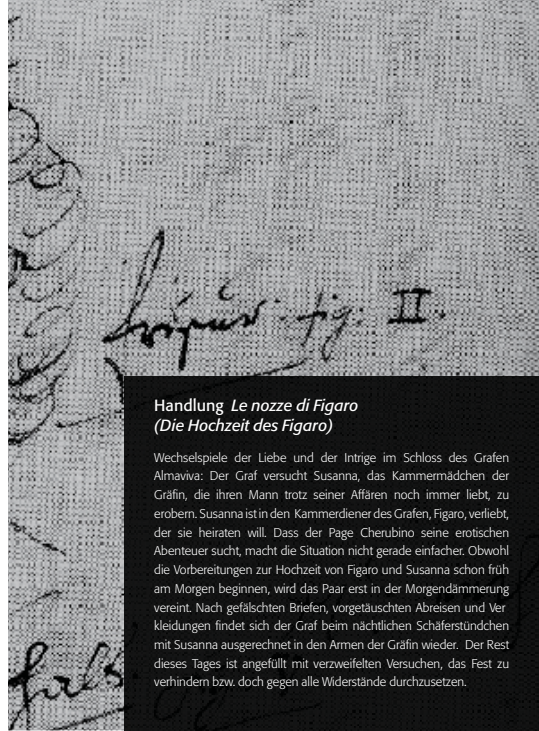 fig: II.
Handlung Le nozze di Figaro
(Die Hochzeit des Figaro)
Wechselspiele der Liebe und der Intrige im Schloss des Grafen
Almaviva: Der Graf versucht Susanna, das Kammermädchen der
Gräfin, die ihren Mann trotz seiner Affären noch immer liebt, zu
erobern. Susanna ist in den Kammerdiener des Grafen, Figaro, verliebt,
der sie heiraten will. Dass der Page Cherubino seine erotischen
Abenteuer sucht, macht die Situation nicht gerade einfacher. Obwohl
die Vorbereitungen zur Hochzeit von Figaro und Susanna schon früh
am Morgen beginnen, wird das Paar erst in der Morgendämmerung
vereint. Nach gefälschten Briefen, vorgetäuschten Abreisen und Ver
kleidungen findet sich der Graf beim nächtlichen Schäferstündchen
mit Susanna ausgerechnet in den Armen der Gräfin wieder. Der Rest
dieses Tages ist angefüllt mit verzweifelten Versuchen, das Fest zu
verhindern bzw. doch gegen alle Widerstände durchzusetzen.